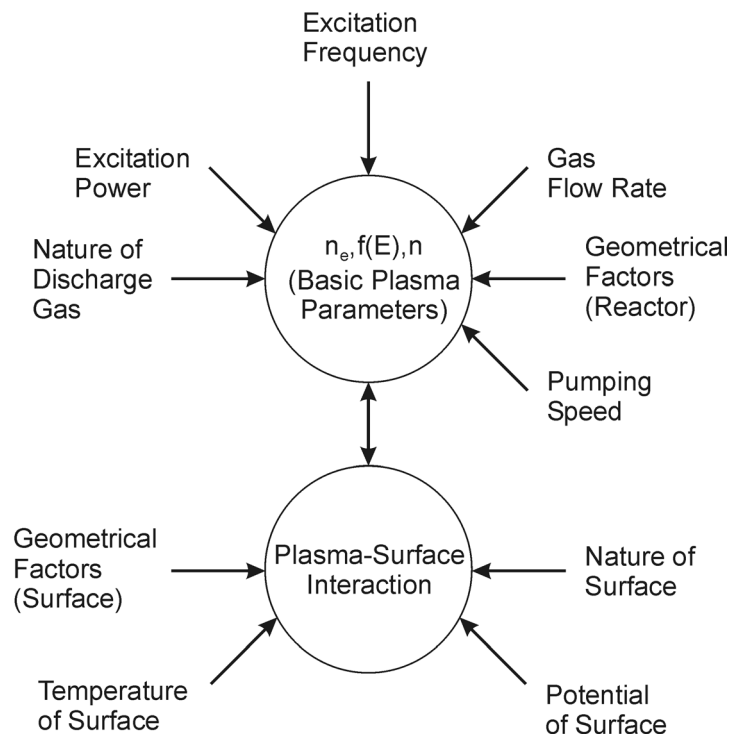 Excitation
Frequency
Excitation
Power
Gas
Flow Rate
Nature of
Discharge
Gas
nₑ,f(E),n
(Basic Plasma
Parameters)
Geometrical
Factors
(Reactor)
Pumping
Speed
Geometrical
Factors
(Surface)
Plasma-Surface
Interaction
Nature of
Surface
Temperature
of Surface
Potential
of Surface